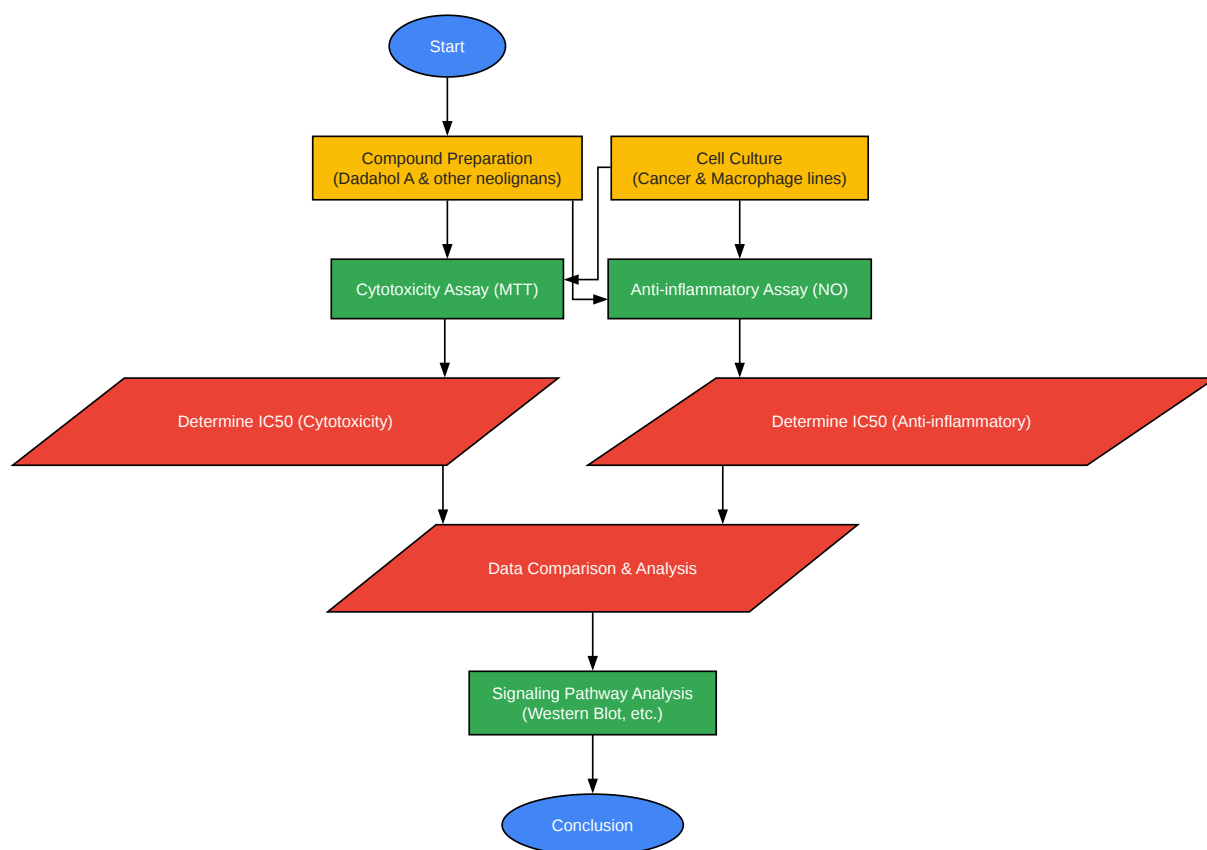 Start
Compound Preparation
(Dadahol A & other neolignans)
Cell Culture
(Cancer & Macrophage lines)
Cytotoxicity Assay (MTT)
Anti-inflammatory Assay (NO)
Determine IC50 (Cytotoxicity)
Determine IC50 (Anti-inflammatory)
Data Comparison & Analysis
Signaling Pathway Analysis
(Western Blot, etc.)
Conclusion